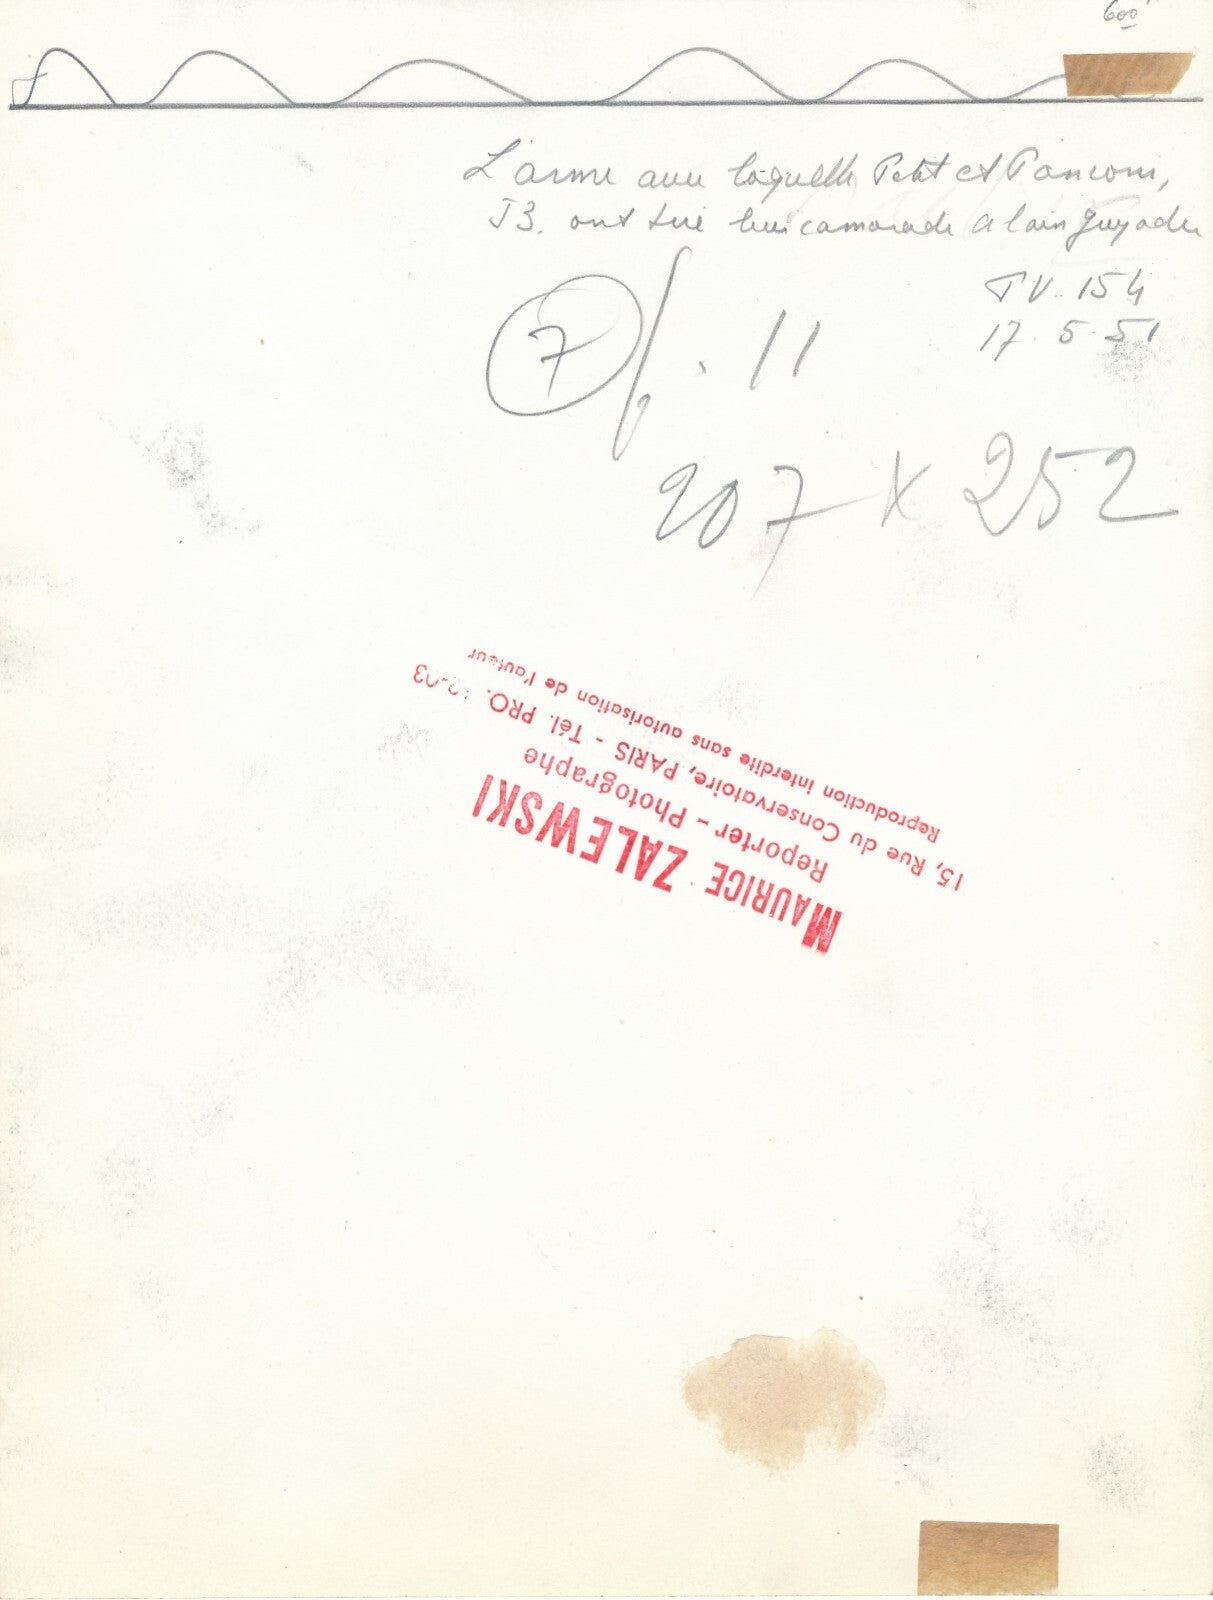 600
L'arme avec laquelle Petit et Panconi,
J3. ont tué leur camarade Alain Guyader
TV. 154
17.5.51
7 p. 11
207 x 252
MAURICE ZALEWSKI
Reporter - Photographe
15, Rue du Conservatoire, PARIS - Tél. PRO. -03
Reproduction interdite sans autorisation de l'auteur